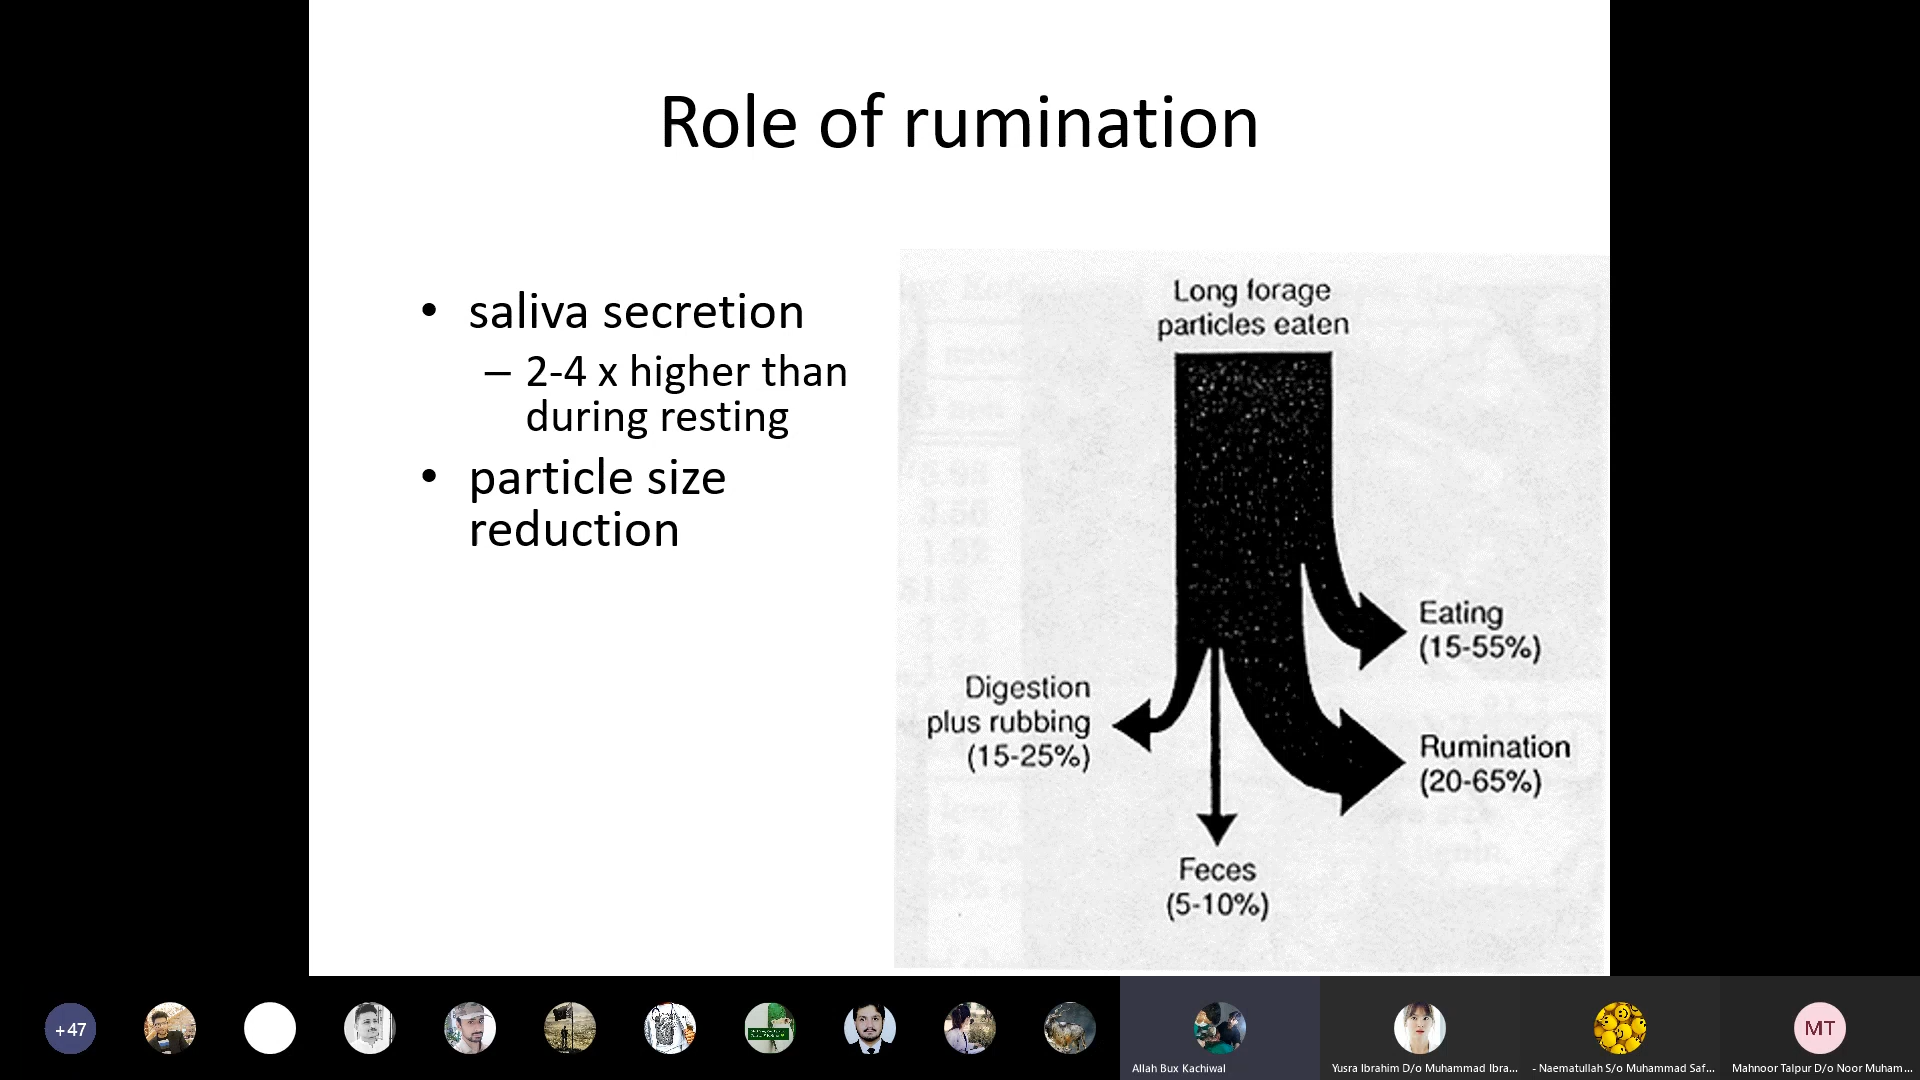 Role of rumination
• saliva secretion
– 2-4 x higher than
during resting
• particle size
reduction
Long forage
particles eaten
Eating
(15-55%)
Digestion
plus rubbing
(15-25%)
Rumination
(20-65%)
Feces
(5-10%)
+47
Allah Bux Kachiwal
Yusra Ibrahim D/o Muhammad Ibra...
- Naematullah S/o Muhammad Saf...
MT
Mahnoor Talpur D/o Noor Muham...